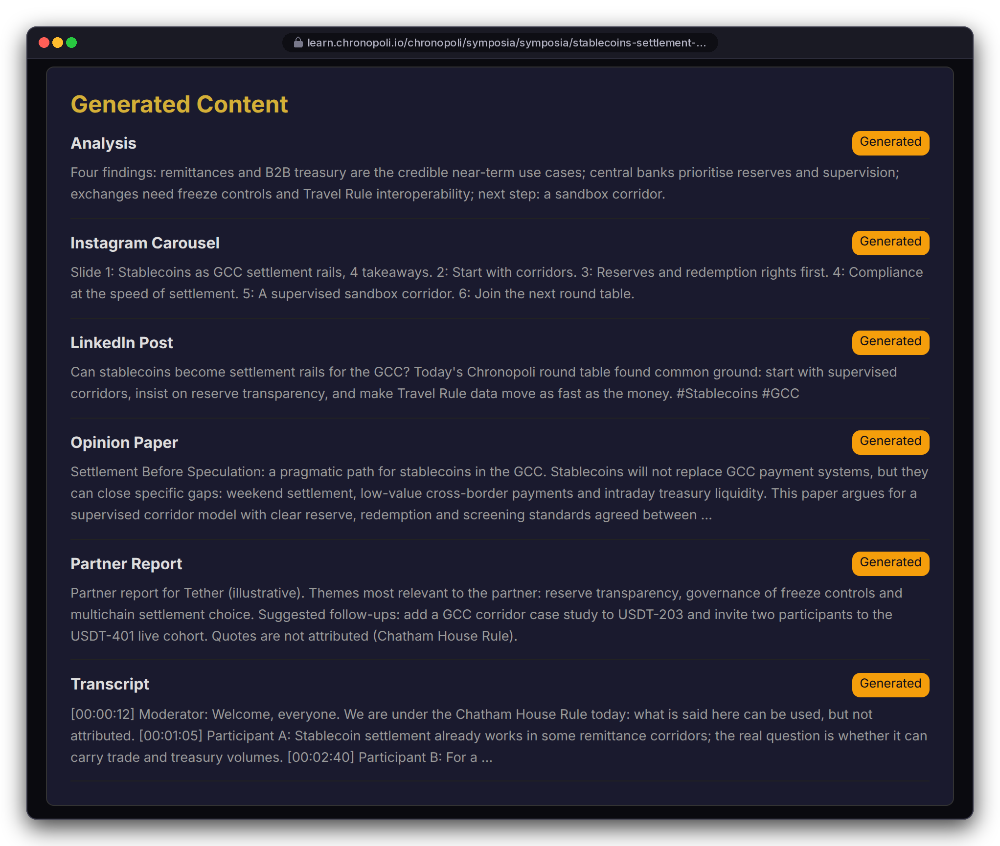 learn.chronopoli.io/chronopoli/symposia/symposia/stablecoins-settlement-...
Generated Content
Analysis
Generated
Four findings: remittances and B2B treasury are the credible near-term use cases; central banks prioritise reserves and supervision;
exchanges need freeze controls and Travel Rule interoperability; next step: a sandbox corridor.
Instagram Carousel
Generated
Slide 1: Stablecoins as GCC settlement rails, 4 takeaways. 2: Start with corridors. 3: Reserves and redemption rights first. 4: Compliance
at the speed of settlement. 5: A supervised sandbox corridor. 6: Join the next round table.
LinkedIn Post
Generated
Can stablecoins become settlement rails for the GCC? Today's Chronopoli round table found common ground: start with supervised
corridors, insist on reserve transparency, and make Travel Rule data move as fast as the money. #Stablecoins #GCC
Opinion Paper
Generated
Settlement Before Speculation: a pragmatic path for stablecoins in the GCC. Stablecoins will not replace GCC payment systems, but they
can close specific gaps: weekend settlement, low-value cross-border payments and intraday treasury liquidity. This paper argues for a
supervised corridor model with clear reserve, redemption and screening standards agreed between ...
Partner Report
Generated
Partner report for Tether (illustrative). Themes most relevant to the partner: reserve transparency, governance of freeze controls and
multichain settlement choice. Suggested follow-ups: add a GCC corridor case study to USDT-203 and invite two participants to the
USDT-401 live cohort. Quotes are not attributed (Chatham House Rule).
Transcript
Generated
[00:00:12] Moderator: Welcome, everyone. We are under the Chatham House Rule today: what is said here can be used, but not
attributed. [00:01:05] Participant A: Stablecoin settlement already works in some remittance corridors; the real question is whether it can
carry trade and treasury volumes. [00:02:40] Participant B: For a ...